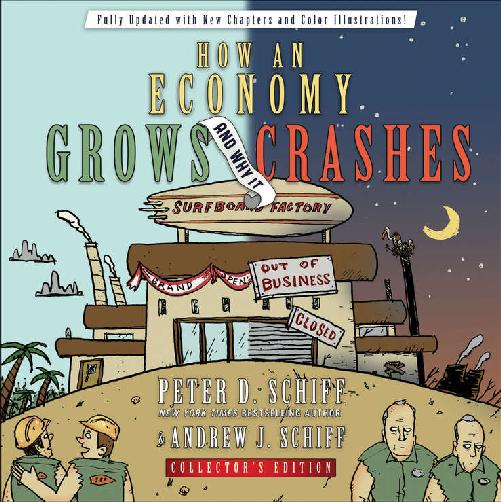 Fully Updated with New Chapters and Color Illustrations!
HOW AN
ECONOMY
GROWS AND WHY IT CRASHES
SURFBOARD FACTORY
GRAND OPEN
OUT OF
BUSINESS
CLOSED
PETER D. SCHIFF
NEW YORK TIMES BESTSELLING AUTHOR
& ANDREW J. SCHIFF
COLLECTOR'S EDITION